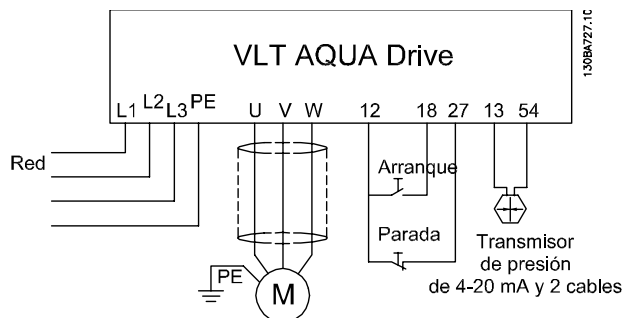 VLT AQUA Drive
130BA727.10
L1 L2 L3 PE U V W 12 18 27 13 54
Red
Arranque
Parada
PE
M
Transmisor
de presión
de 4-20 mA y 2 cables